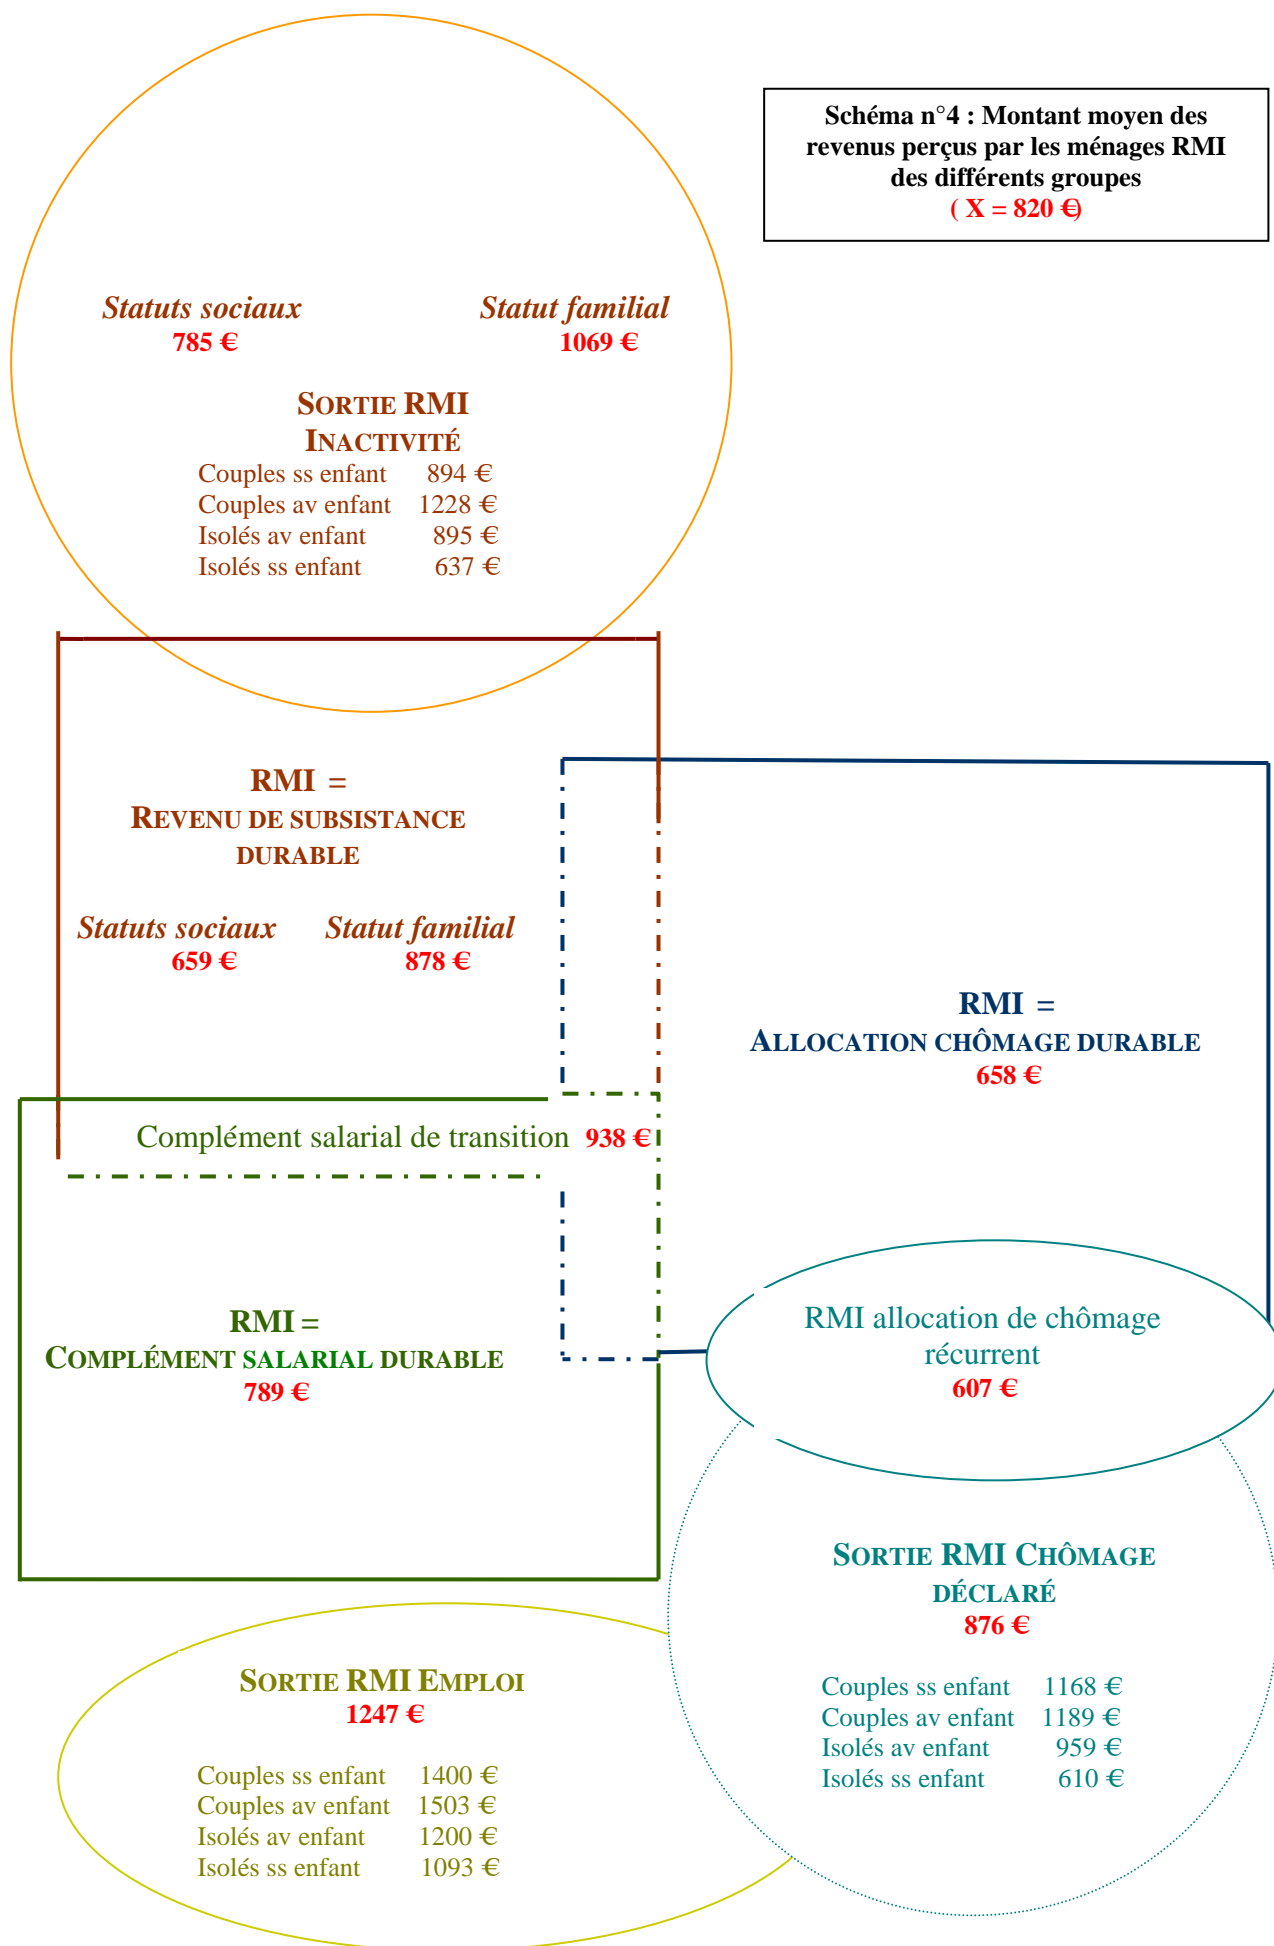 Schéma n°4 : Montant moyen des
revenus perçus par les ménages RMI
des différents groupes
( X = 820 €)
Statuts sociaux
785 €
Statut familial
1069 €
SORTIE RMI
INACTIVITÉ
Couples ss enfant 894 €
Couples av enfant 1228 €
Isolés av enfant 895 €
Isolés ss enfant 637 €
RMI =
REVENU DE SUBSISTANCE
DURABLE
Statuts sociaux
659 €
Statut familial
878 €
RMI =
ALLOCATION CHÔMAGE DURABLE
658 €
Complément salarial de transition 938 €
RMI =
COMPLÉMENT SALARIAL DURABLE
789 €
RMI allocation de chômage
récurrent
607 €
SORTIE RMI CHÔMAGE
DÉCLARÉ
876 €
Couples ss enfant 1168 €
Couples av enfant 1189 €
Isolés av enfant 959 €
Isolés ss enfant 610 €
SORTIE RMI EMPLOI
1247 €
Couples ss enfant 1400 €
Couples av enfant 1503 €
Isolés av enfant 1200 €
Isolés ss enfant 1093 €